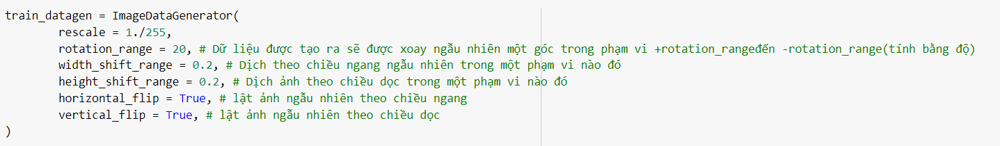 train_datagen = ImageDataGenerator(
        rescale = 1./255,
        rotation_range = 20, # Dữ liệu được tạo ra sẽ được xoay ngẫu nhiên một góc trong phạm vi +rotation_rangeđến -rotation_range(tính bằng độ)
        width_shift_range = 0.2, # Dịch theo chiều ngang ngẫu nhiên trong một phạm vi nào đó
        height_shift_range = 0.2, # Dịch ảnh theo chiều dọc trong một phạm vi nào đó
        horizontal_flip = True, # lật ảnh ngẫu nhiên theo chiều ngang
        vertical_flip = True, # lật ảnh ngẫu nhiên theo chiều dọc
)